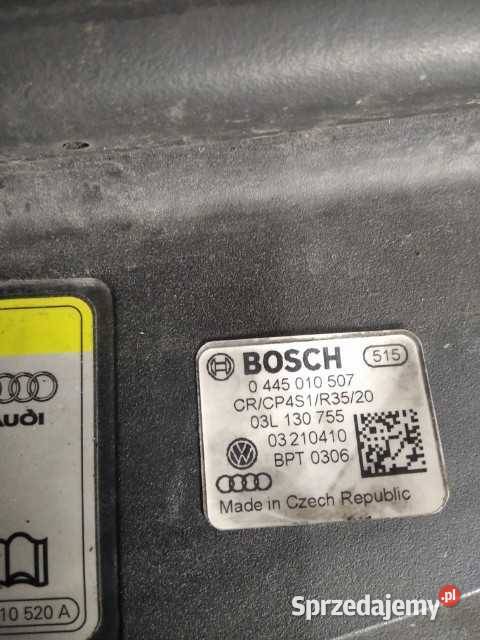 BOSCH
515
0 445 010 507
CR/CP4S1/R35/20
03L 130 755
03 210410
BPT 0306
Made in Czech Republic
AUDI
10 520 A
Sprzedajemy.pl